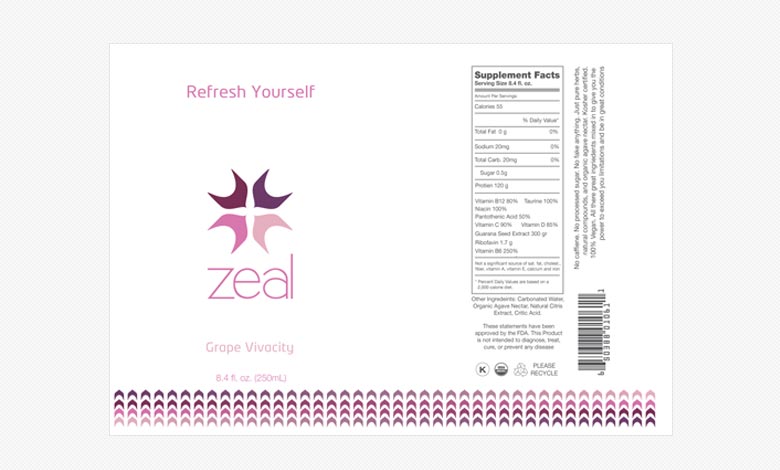 Refresh Yourself
zeal
Grape Vivacity
8.4 fl. oz. (250mL)
Supplement Facts
Serving Size 8.4 fl. oz.
Amount Per Servings
Calories 55
% Daily Value*
Total Fat 0 g 0%
Sodium 20mg 0%
Total Carb. 20mg 0%
Sugar 0.0g
Protien 120 g
Vitamin B12 80% Taurine 100%
Niacin 100%
Pantothenic Acid 50%
Vitamin C 90% Vitamin D 85%
Guarana Seed Extract 300 gr
Riboflavin 1.7 g
Vitamin B6 250%
Not a significant source of sat. fat, cholest.,
fiber, vitamin A, vitamin E, calcium and iron
* Percent Daily Values are based on a
2,000 calorie diet.
Other Ingredients: Carbonated Water,
Organic Agave Nectar, Natural Citris
Extract, Critic Acid.
These statements have been
approved by the FDA. This Product
is not intended to diagnose, treat,
cure, or prevent any disease
K
PLEASE
RECYCLE
No caffiene. No processed sugar. No fake anything. Just pure herbs,
natural compounds, and organic agave nectar. Kosher certified.
100% Vegan. All there great ingriedents mixed in to give you the
power to exceed you limitations and be in great conditions